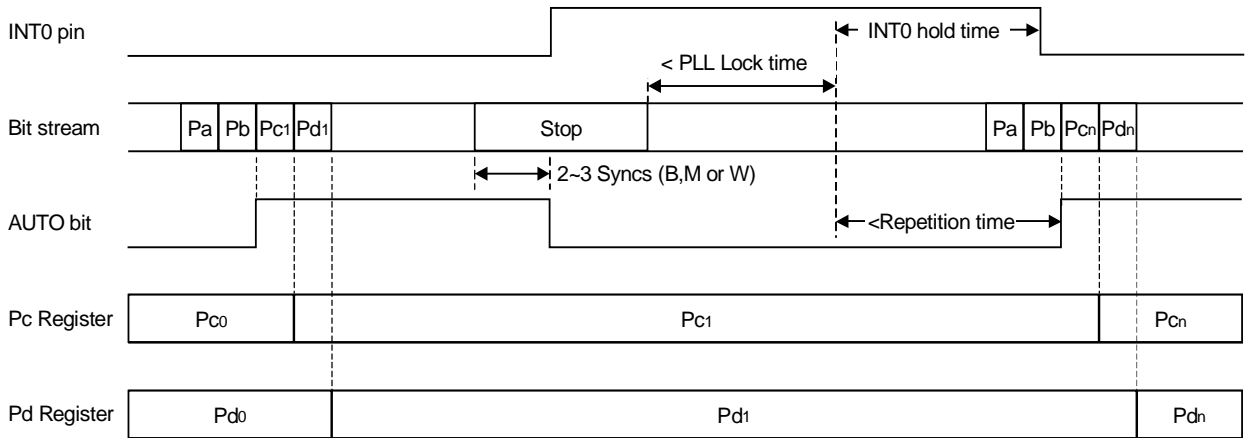 INT0 pin
INT0 hold time
< PLL Lock time
Bit stream
Pa Pb Pc1 Pd1 Stop Pa Pb Pcn Pdn
2~3 Syncs (B,M or W)
AUTO bit
<Repetition time
Pc Register Pc0 Pc1 Pcn
Pd Register Pd0 Pd1 Pdn